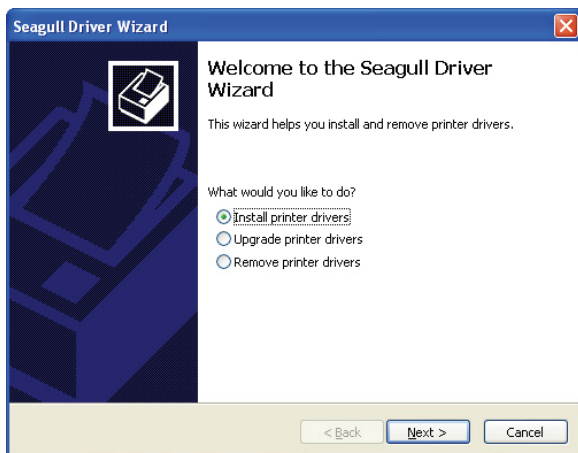 Seagull Driver Wizard
Welcome to the Seagull Driver
Wizard
This wizard helps you install and remove printer drivers.
What would you like to do?
Install printer drivers
Upgrade printer drivers
Remove printer drivers
< Back Next > Cancel